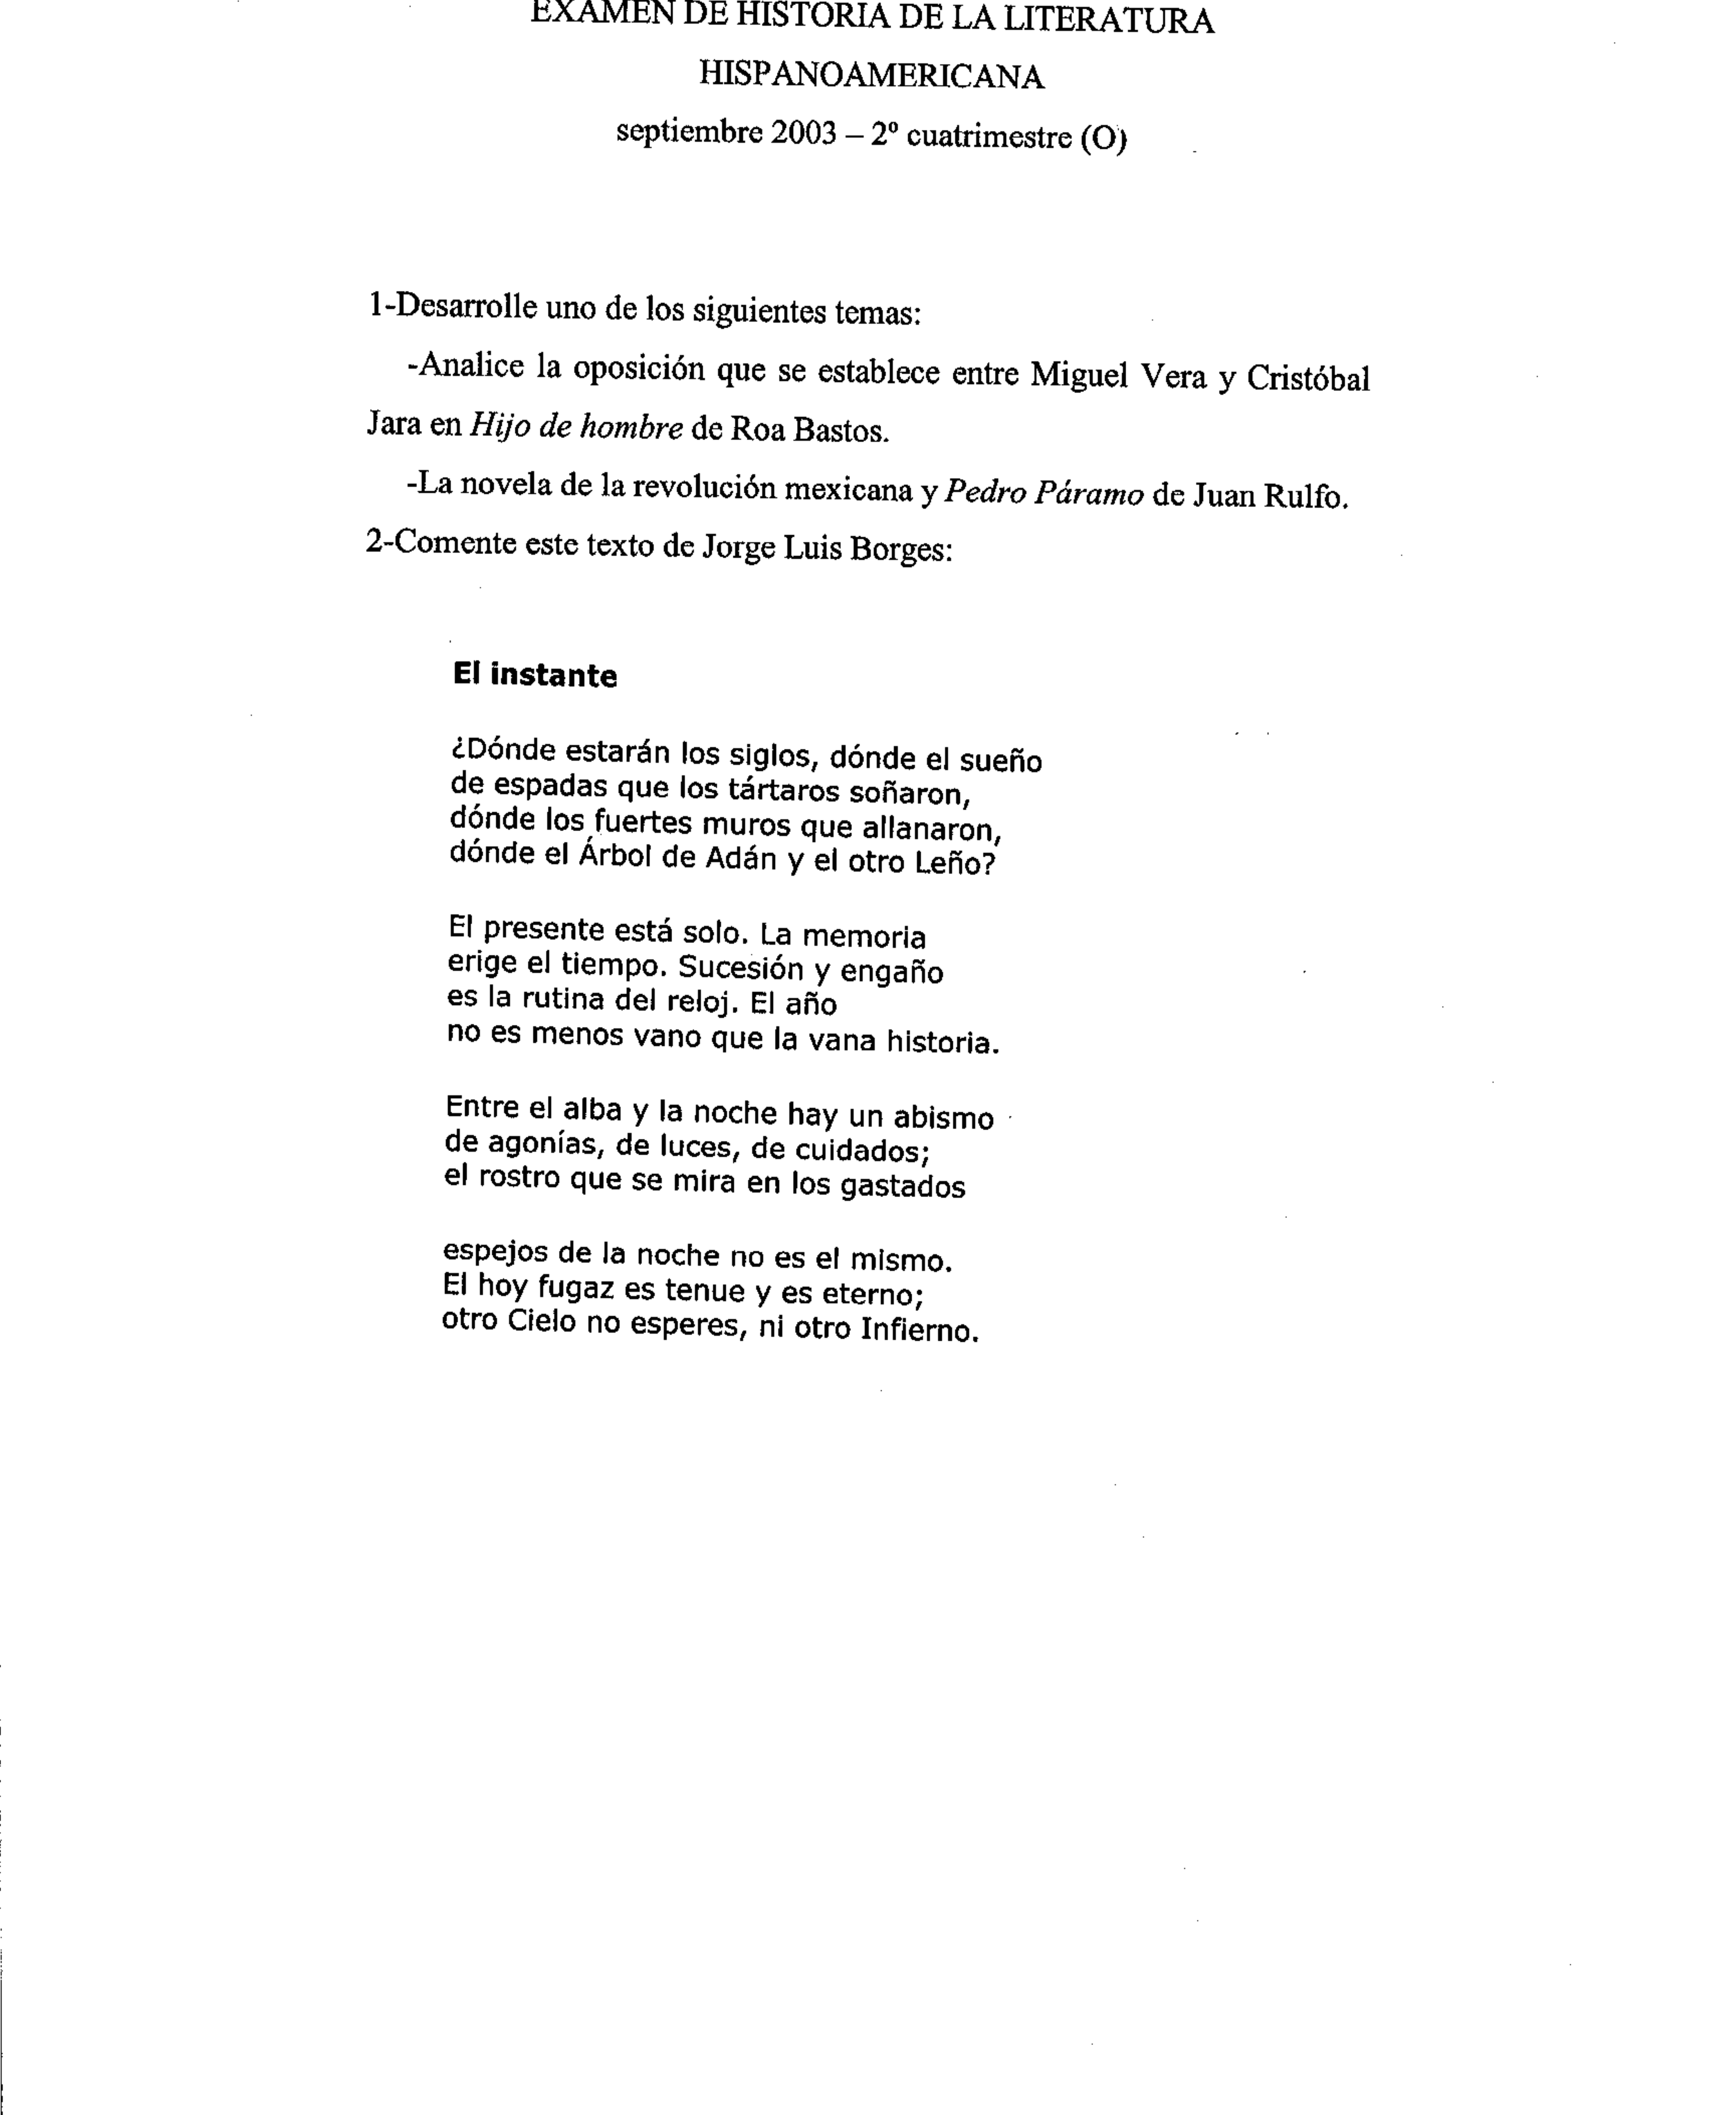 EXAMEN DE HISTORIA DE LA LITERATURA
HISPANOAMERICANA
septiembre 2003 – 2º cuatrimestre (O)
1-Desarrolle uno de los siguientes temas:
-Analice la oposición que se establece entre Miguel Vera y Cristóbal
Jara en Hijo de hombre de Roa Bastos.
-La novela de la revolución mexicana y Pedro Páramo de Juan Rulfo.
2-Comente este texto de Jorge Luis Borges:
El instante
¿Dónde estarán los siglos, dónde el sueño
de espadas que los tártaros soñaron,
dónde los fuertes muros que allanaron,
dónde el Árbol de Adán y el otro Leño?
El presente está solo. La memoria
erige el tiempo. Sucesión y engaño
es la rutina del reloj. El año
no es menos vano que la vana historia.
Entre el alba y la noche hay un abismo
de agonías, de luces, de cuidados;
el rostro que se mira en los gastados
espejos de la noche no es el mismo.
El hoy fugaz es tenue y es eterno;
otro Cielo no esperes, ni otro Infierno.